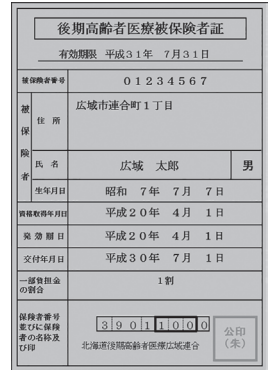 後期高齢者医療被保険者証
有効期限 平成31年 7月31日
被保険者番号 01234567
被保険者
住所 広域市連合町1丁目
氏名 広域 太郎 男
生年月日 昭和 7年 7月 7日
資格取得年月日 平成20年 4月 1日
発効期日 平成20年 4月 1日
交付年月日 平成30年 7月 1日
一部負担金の割合 1割
保険者番号並びに保険者の名称及び印
39011000
北海道後期高齢者医療広域連合
公印
(朱)